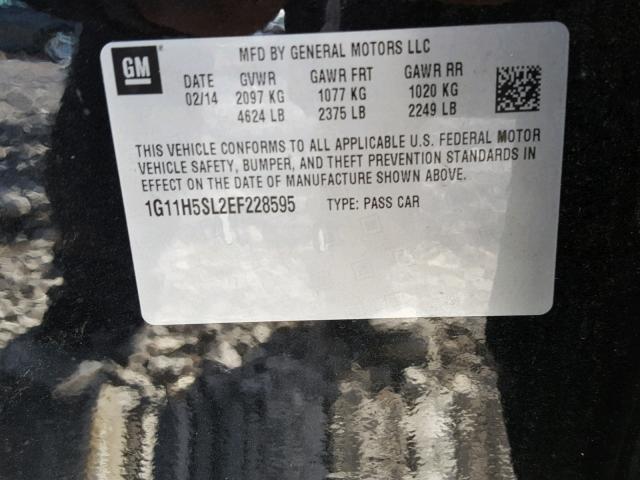 GM
MFD BY GENERAL MOTORS LLC
DATE GVWR GAWR FRT GAWR RR
02/14 2097 KG 1077 KG 1020 KG
4624 LB 2375 LB 2249 LB
THIS VEHICLE CONFORMS TO ALL APPLICABLE U.S. FEDERAL MOTOR
VEHICLE SAFETY, BUMPER, AND THEFT PREVENTION STANDARDS IN
EFFECT ON THE DATE OF MANUFACTURE SHOWN ABOVE.
1G11H5SL2EF228595 TYPE: PASS CAR